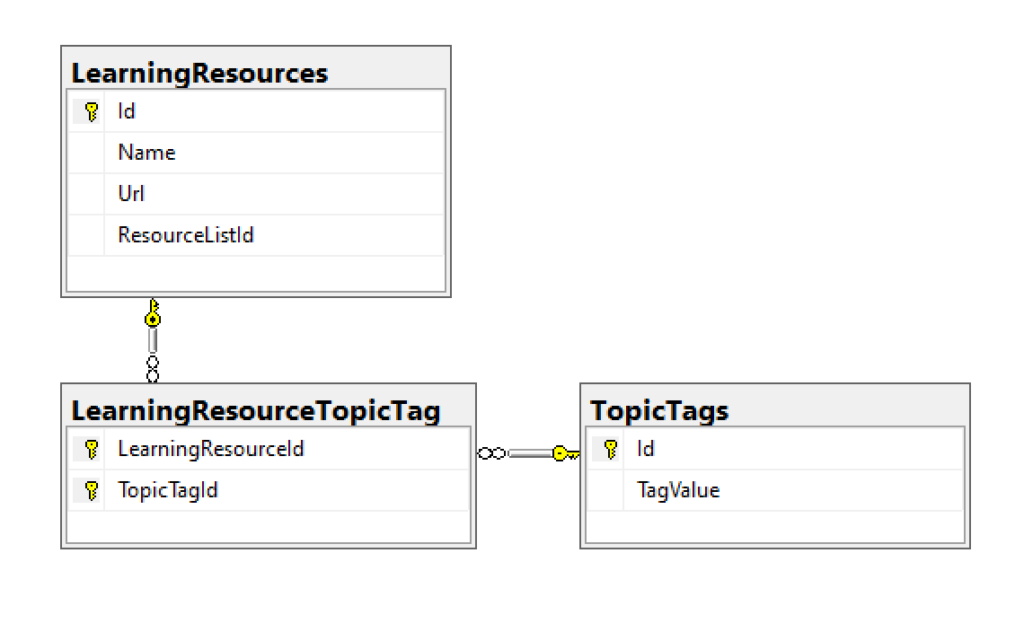 LearningResources
Id
Name
Url
ResourceListId
LearningResourceTopicTag
LearningResourceId
TopicTagId
TopicTags
Id
TagValue